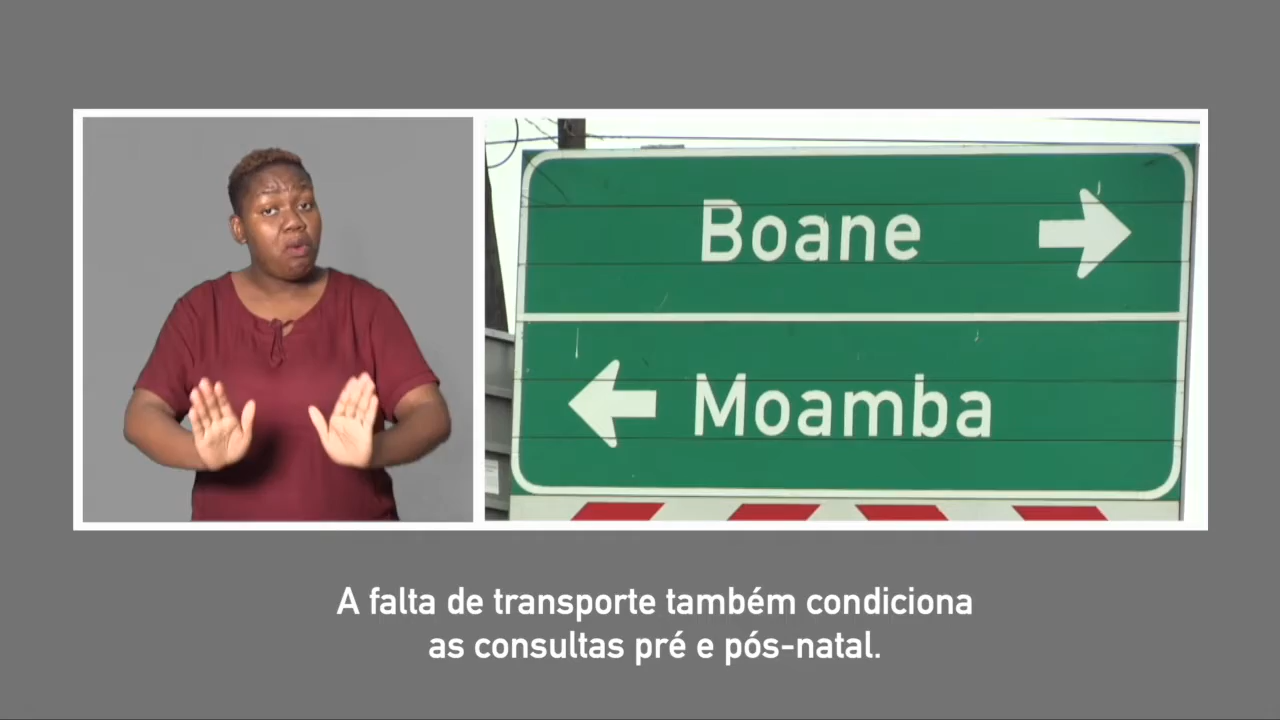 Boane
Moamba
A falta de transporte também condiciona
as consultas pré e pós-natal.